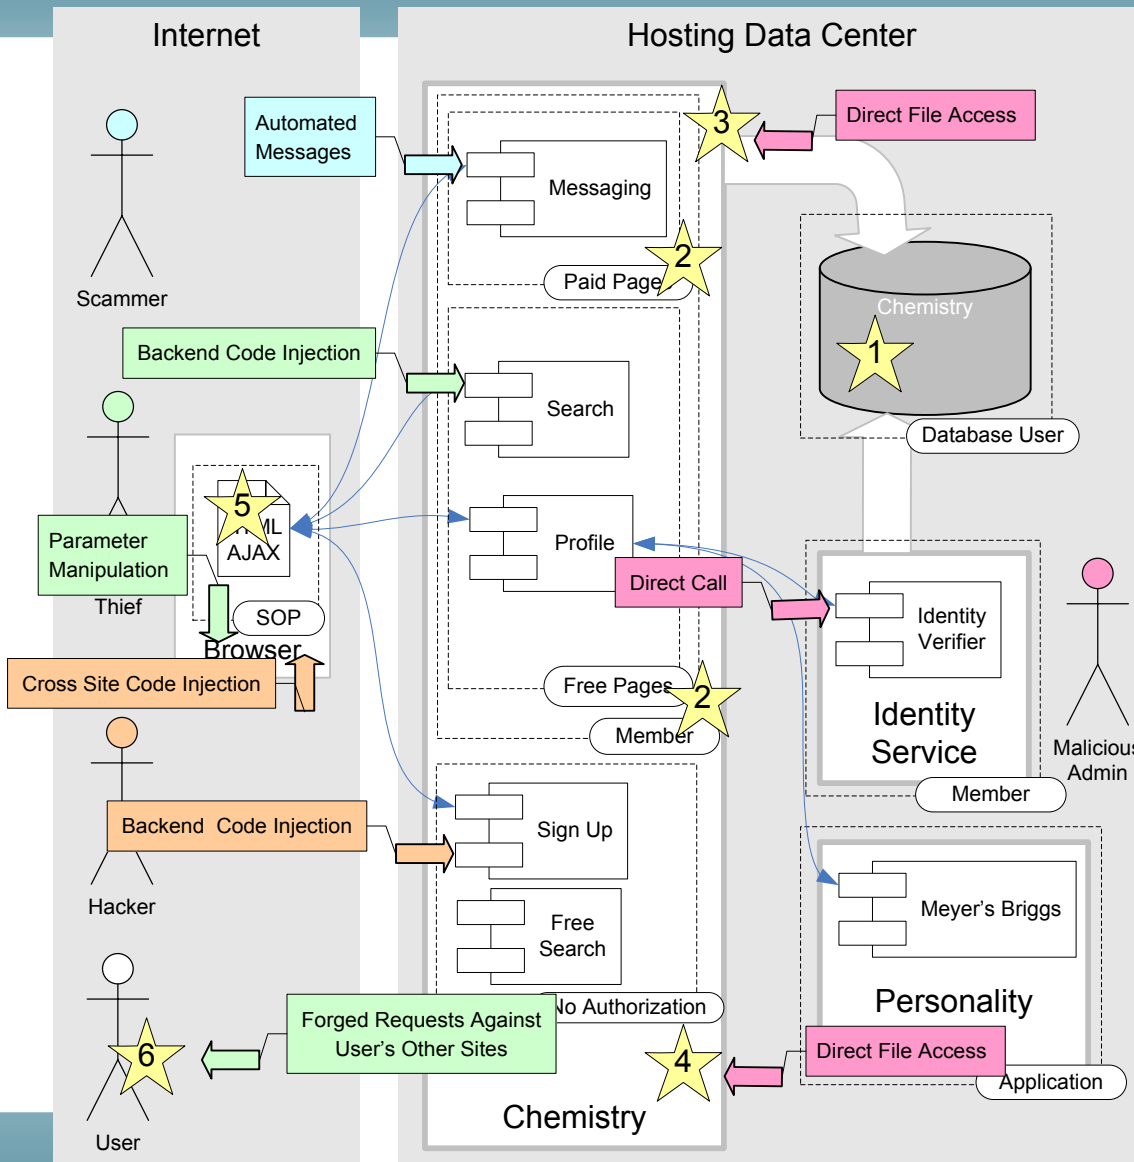 Internet
Hosting Data Center
Automated
Messages
3
Direct File Access
Messaging
2
Paid Pages
Scammer
Chemistry
1
Backend Code Injection
Search
Database User
5
HTML
AJAX
Parameter
Manipulation
Thief
SOP
Browser
Profile
Direct Call
Identity
Verifier
Cross Site Code Injection
Free Pages
2
Member
Identity
Service
Malicious
Admin
Member
Backend Code Injection
Sign Up
Hacker
Free
Search
Meyer's Briggs
No Authorization
Personality
Forged Requests Against
User's Other Sites
6
4
Direct File Access
Application
Chemistry
User